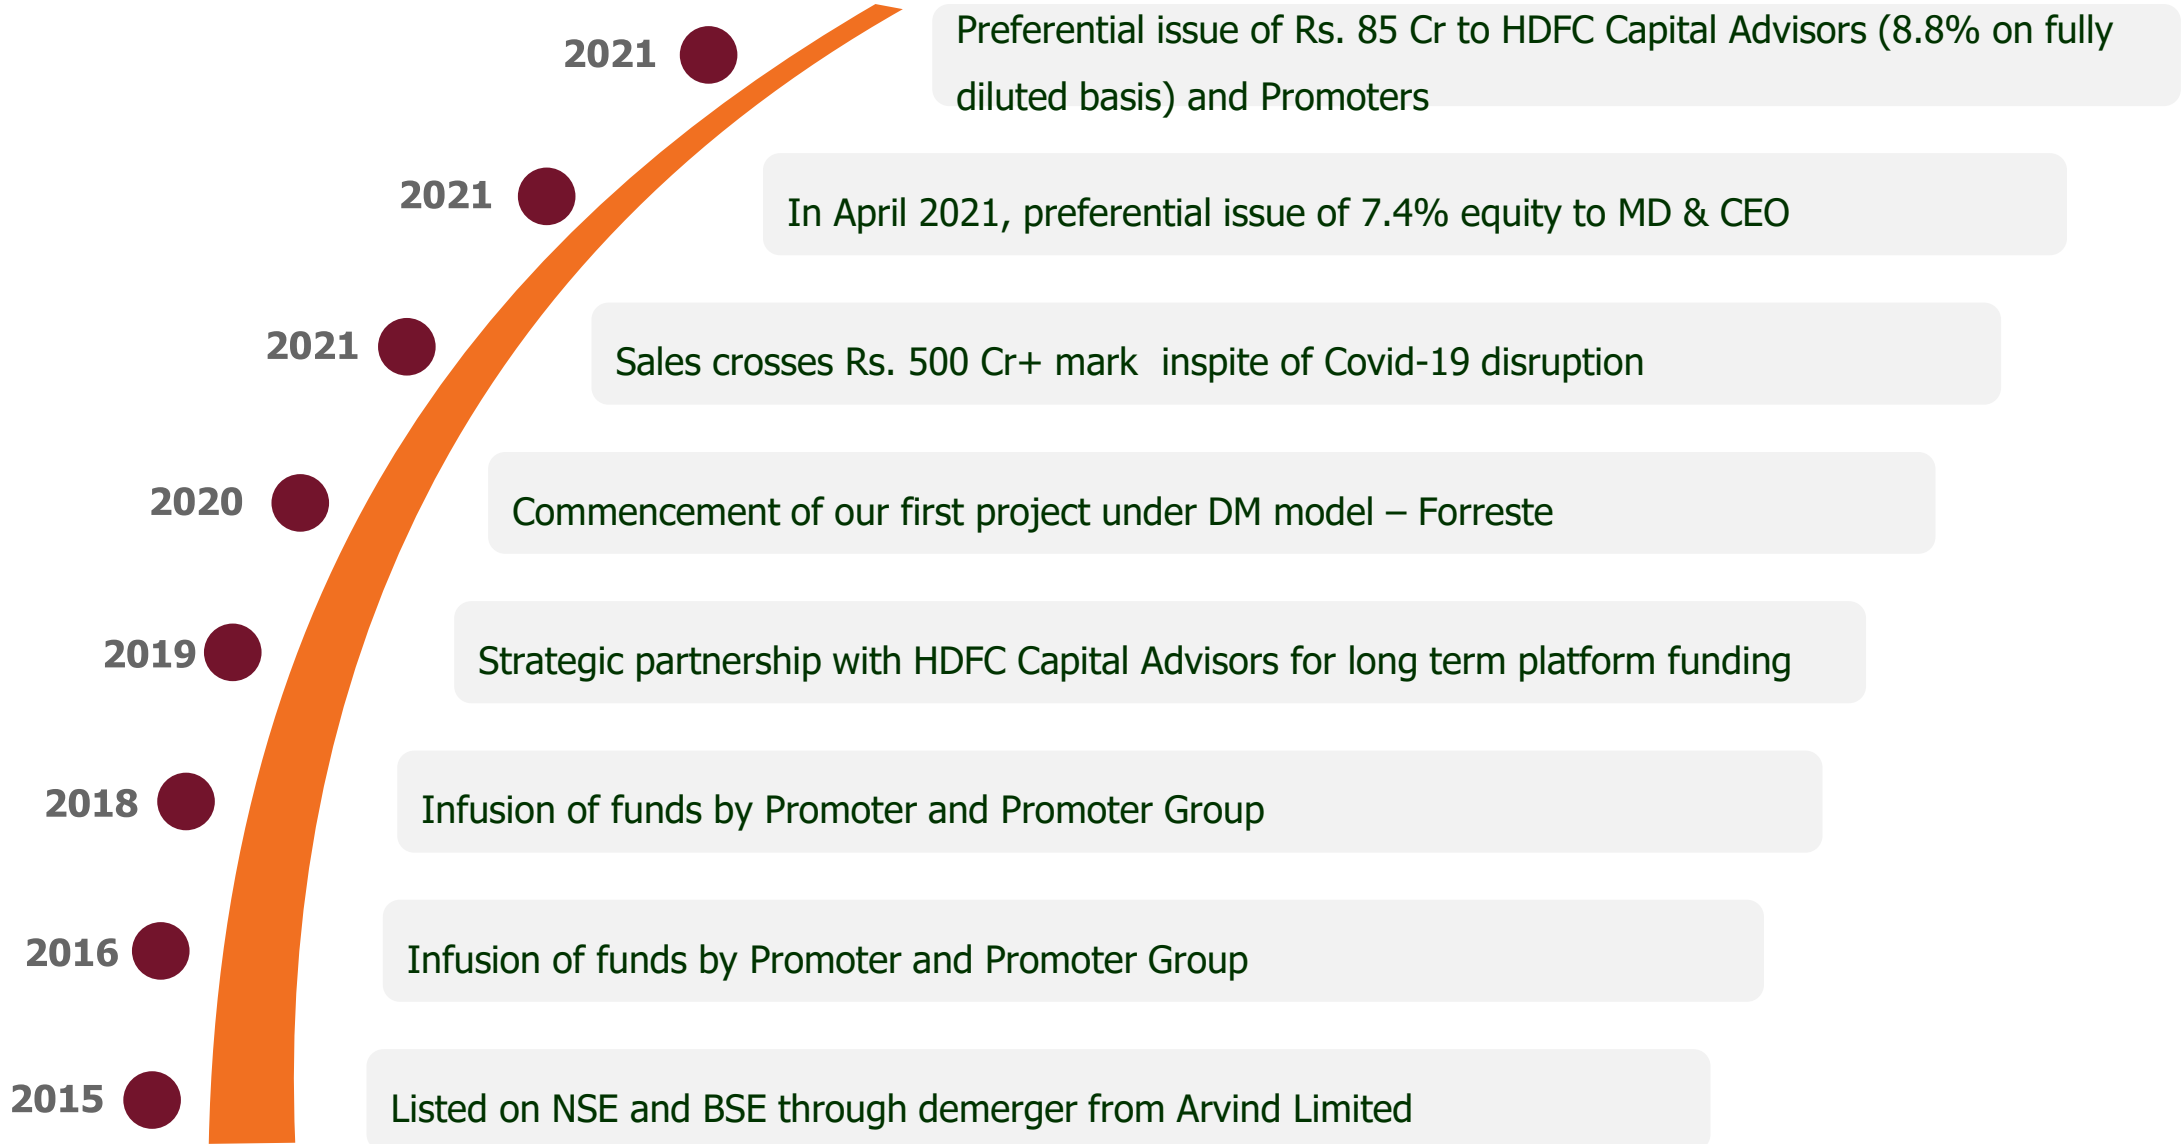 2021
Preferential issue of Rs. 85 Cr to HDFC Capital Advisors (8.8% on fully
diluted basis) and Promoters
2021
In April 2021, preferential issue of 7.4% equity to MD & CEO
2021
Sales crosses Rs. 500 Cr+ mark  inspite of Covid-19 disruption
2020
Commencement of our first project under DM model – Forreste
2019
Strategic partnership with HDFC Capital Advisors for long term platform funding
2018
Infusion of funds by Promoter and Promoter Group
2016
Infusion of funds by Promoter and Promoter Group
2015
Listed on NSE and BSE through demerger from Arvind Limited